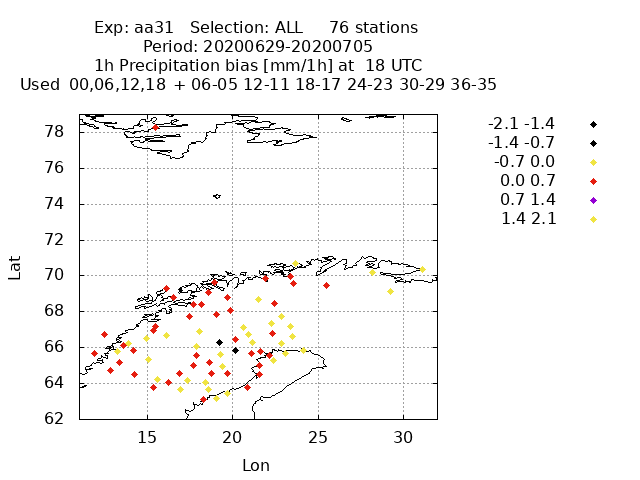 Exp: aa31 Selection: ALL 76 stations
Period: 20200629-20200705
1h Precipitation bias [mm/1h] at 18 UTC
Used 00,06,12,18 + 06-05 12-11 18-17 24-23 30-29 36-35
-2.1 -1.4
-1.4 -0.7
-0.7 0.0
0.0 0.7
0.7 1.4
1.4 2.1
Lat
78
76
74
72
70
68
66
64
62
15 20 25 30
Lon